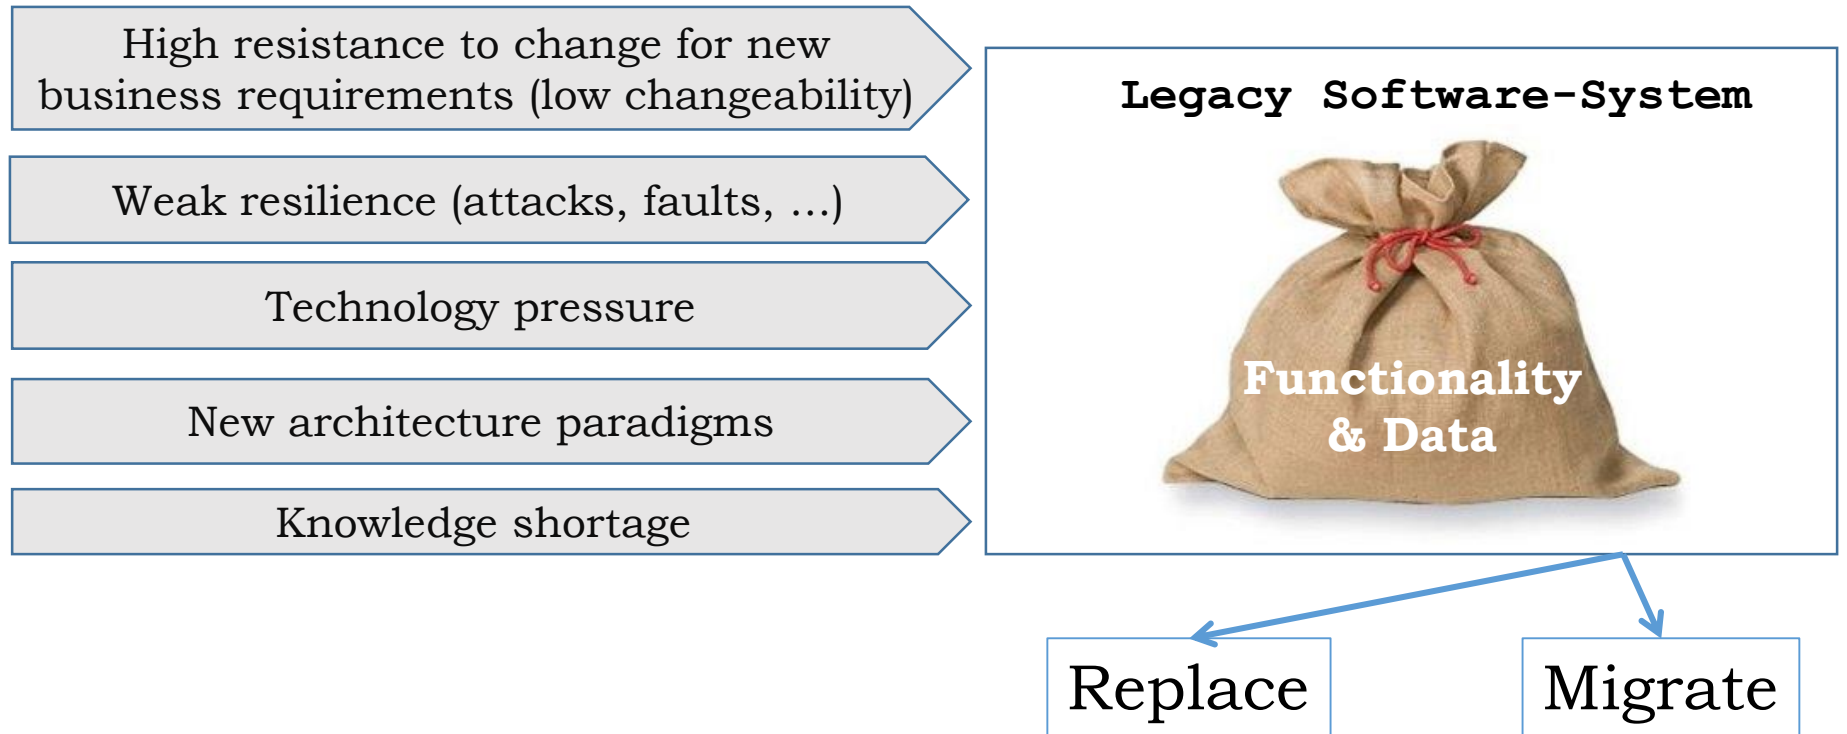 High resistance to change for new
business requirements (low changeability)
Weak resilience (attacks, faults, …)
Technology pressure
New architecture paradigms
Knowledge shortage
Legacy Software-System
Functionality
& Data
Replace
Migrate